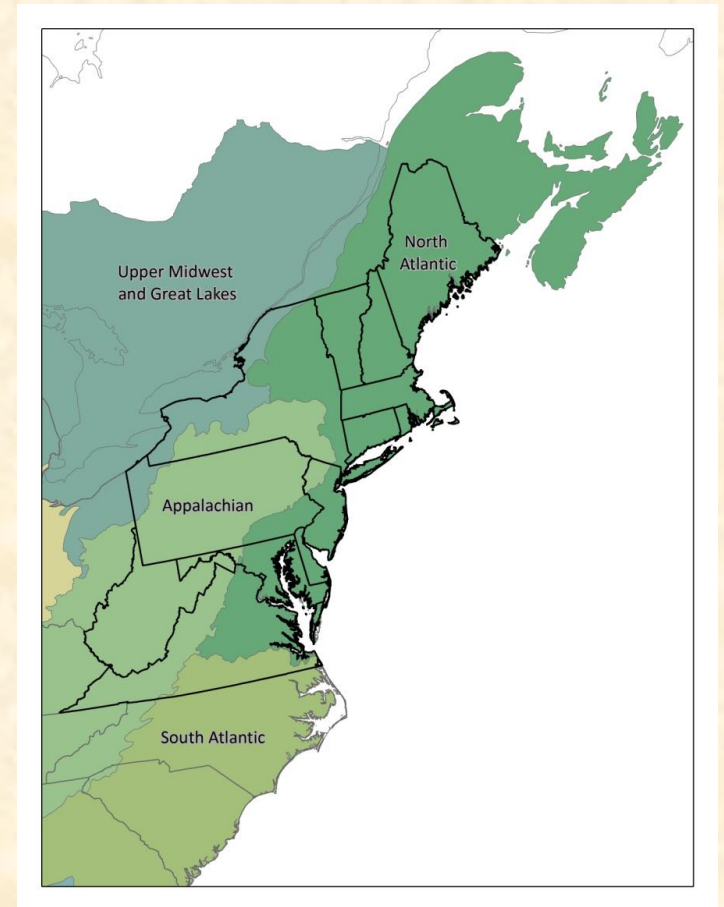 North
Atlantic
Upper Midwest
and Great Lakes
Appalachian
South Atlantic